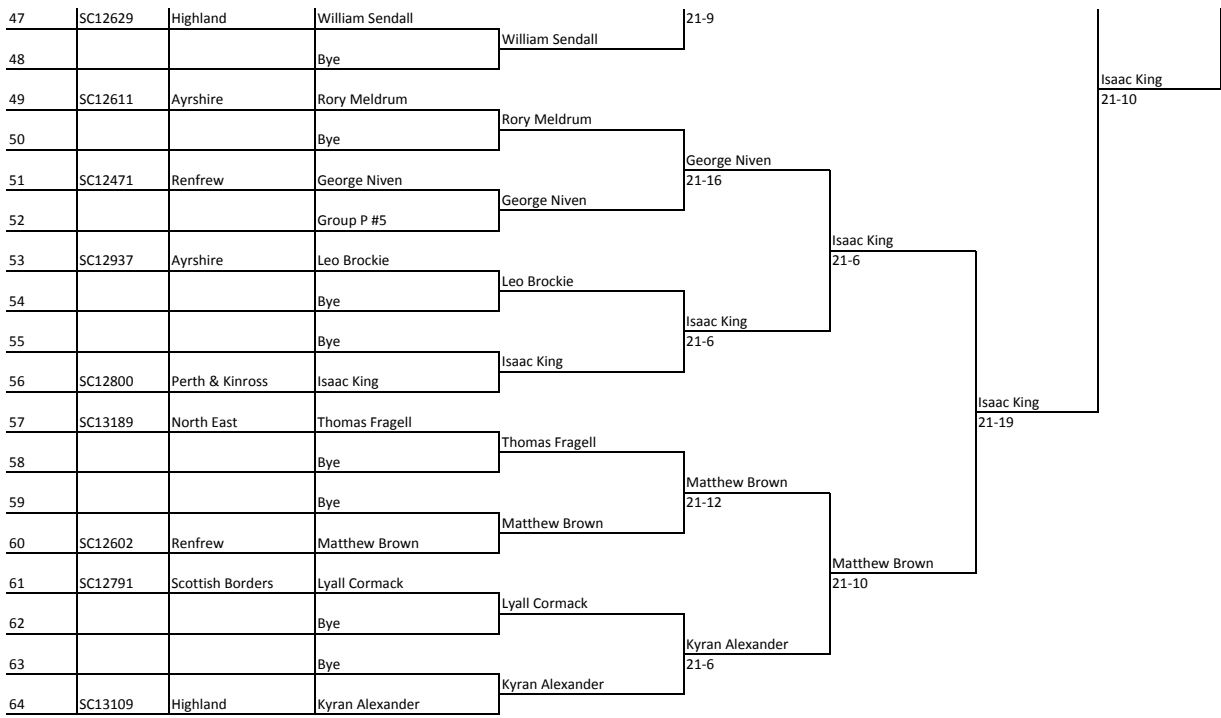 47 SC12629 Highland William Sendall 21-9
William Sendall
48 Bye
Isaac King
49 SC12611 Ayrshire Rory Meldrum 21-10
Rory Meldrum
50 Bye
George Niven
51 SC12471 Renfrew George Niven 21-16
George Niven
52 Group P #5
Isaac King
53 SC12937 Ayrshire Leo Brockie 21-6
Leo Brockie
54 Bye
Isaac King
55 Bye 21-6
Isaac King
56 SC12800 Perth & Kinross Isaac King
Isaac King
57 SC13189 North East Thomas Fragell 21-19
Thomas Fragell
58 Bye
Matthew Brown
59 Bye 21-12
Matthew Brown
60 SC12602 Renfrew Matthew Brown
Matthew Brown
61 SC12791 Scottish Borders Lyall Cormack 21-10
Lyall Cormack
62 Bye
Kyran Alexander
63 Bye 21-6
Kyran Alexander
64 SC13109 Highland Kyran Alexander